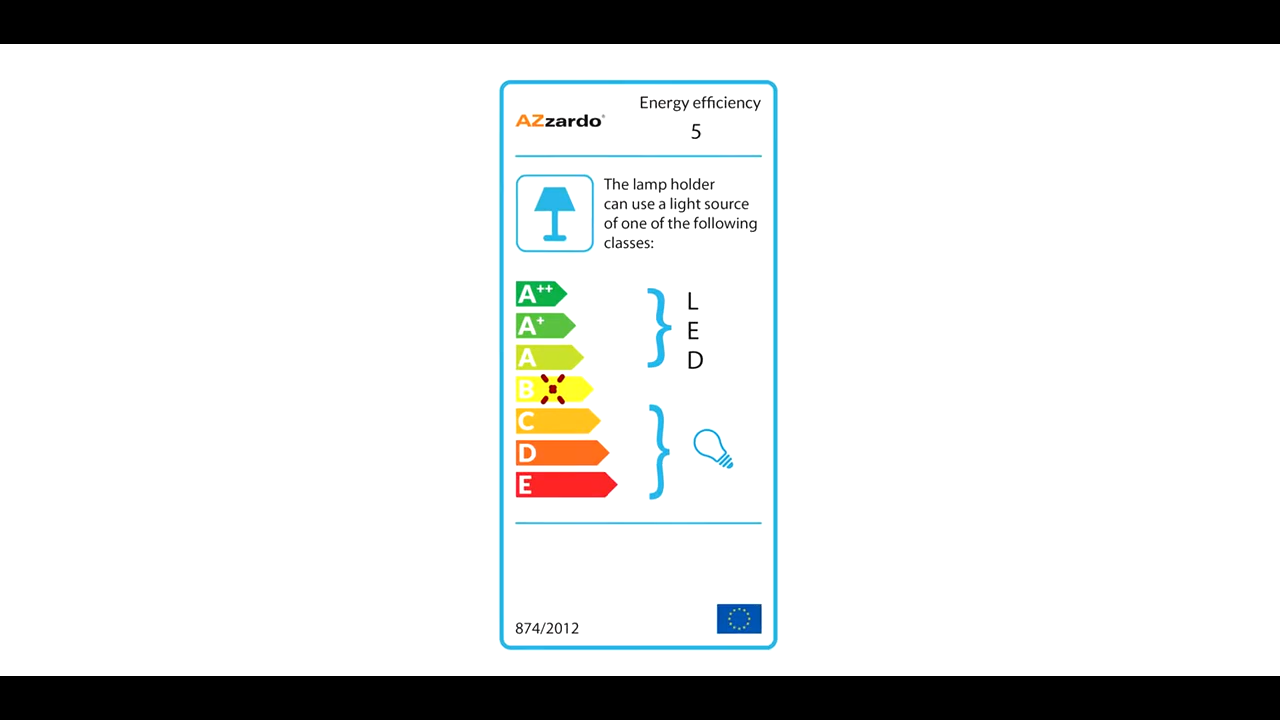 AZzardo®
Energy efficiency
5
The lamp holder
can use a light source
of one of the following
classes:
A++
A+
A
B
C
D
E
L
E
D
874/2012